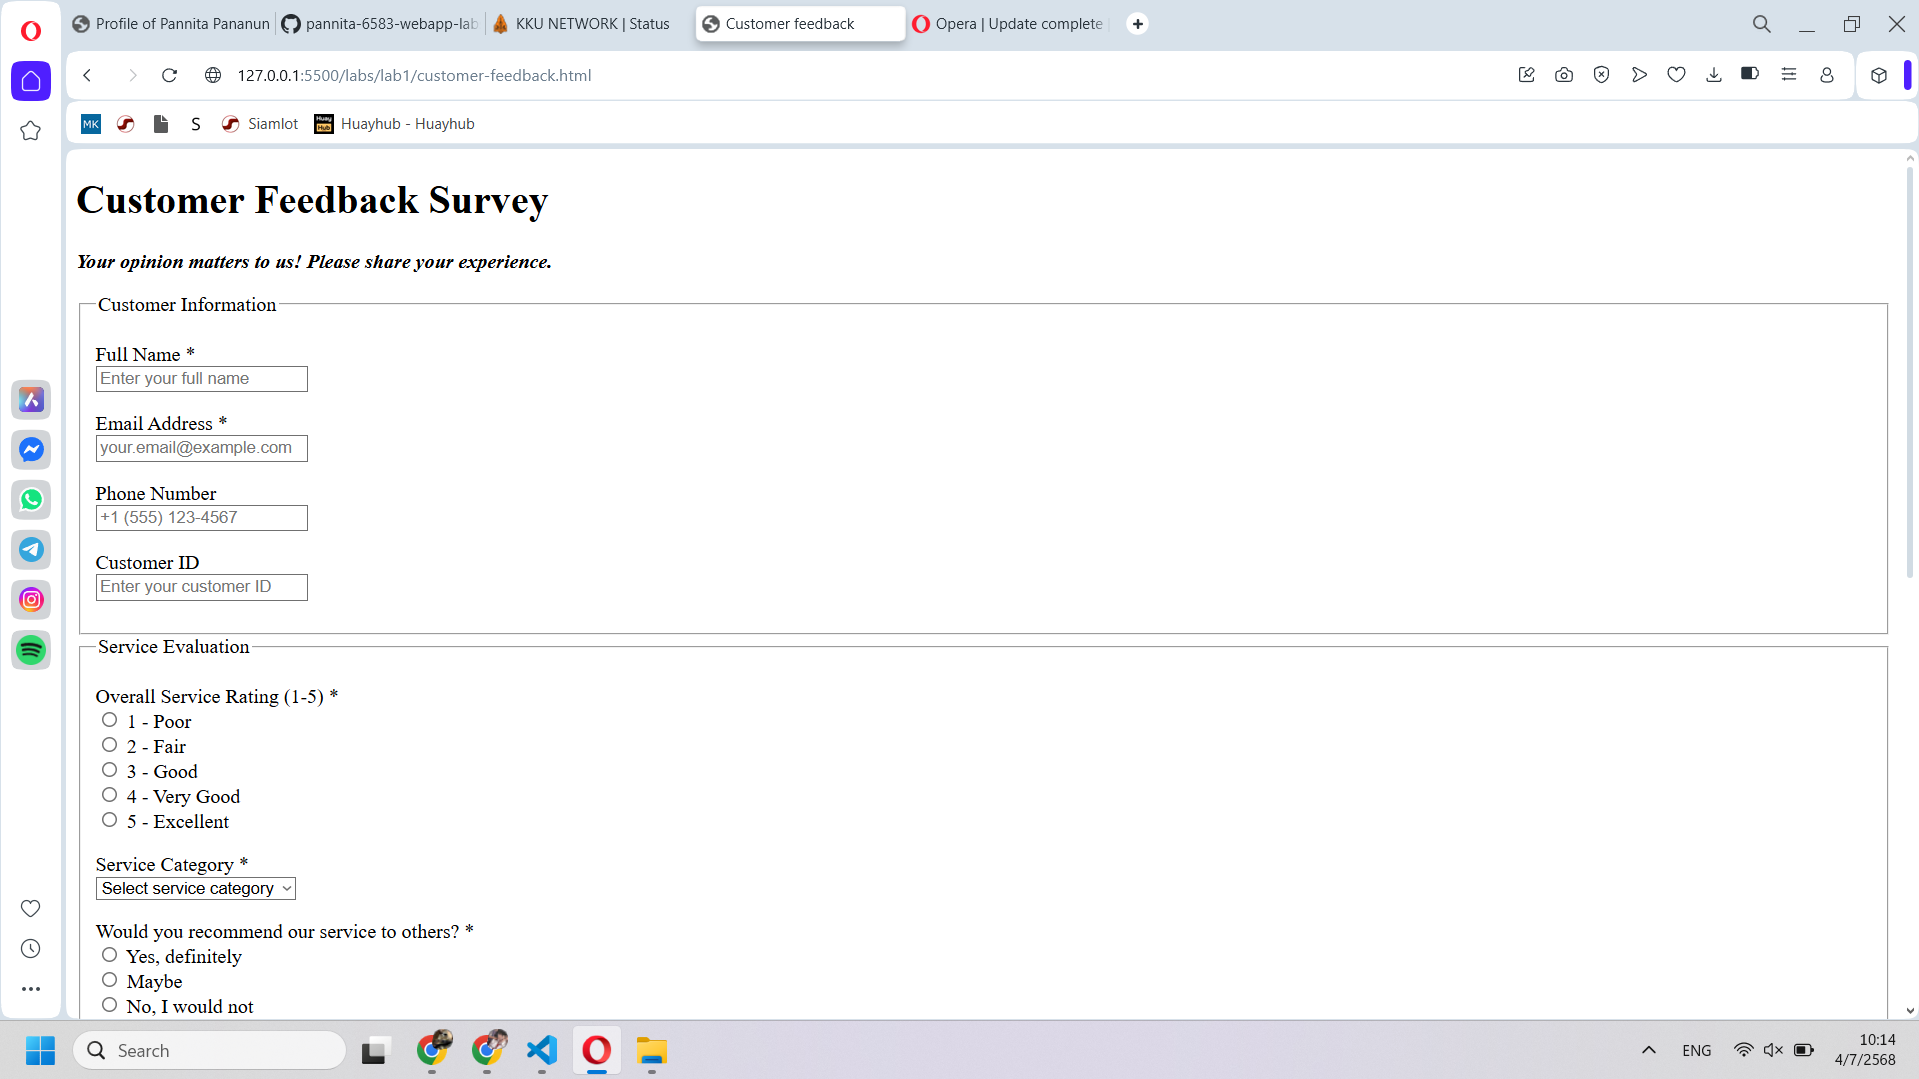 Profile of Pannita Pananun
pannita-6583-webapp-lab
KKU NETWORK | Status
Customer feedback
Opera | Update complete
127.0.0.1:5500/labs/lab1/customer-feedback.html
MK
S
Siamlot
Huay Hub
Huayhub - Huayhub
Customer Feedback Survey
Your opinion matters to us! Please share your experience.
Customer Information
Full Name *
Enter your full name
Email Address *
your.email@example.com
Phone Number
+1 (555) 123-4567
Customer ID
Enter your customer ID
Service Evaluation
Overall Service Rating (1-5) *
1 - Poor
2 - Fair
3 - Good
4 - Very Good
5 - Excellent
Service Category *
Select service category
Would you recommend our service to others? *
Yes, definitely
Maybe
No, I would not
Search
ENG
10:14
4/7/2568